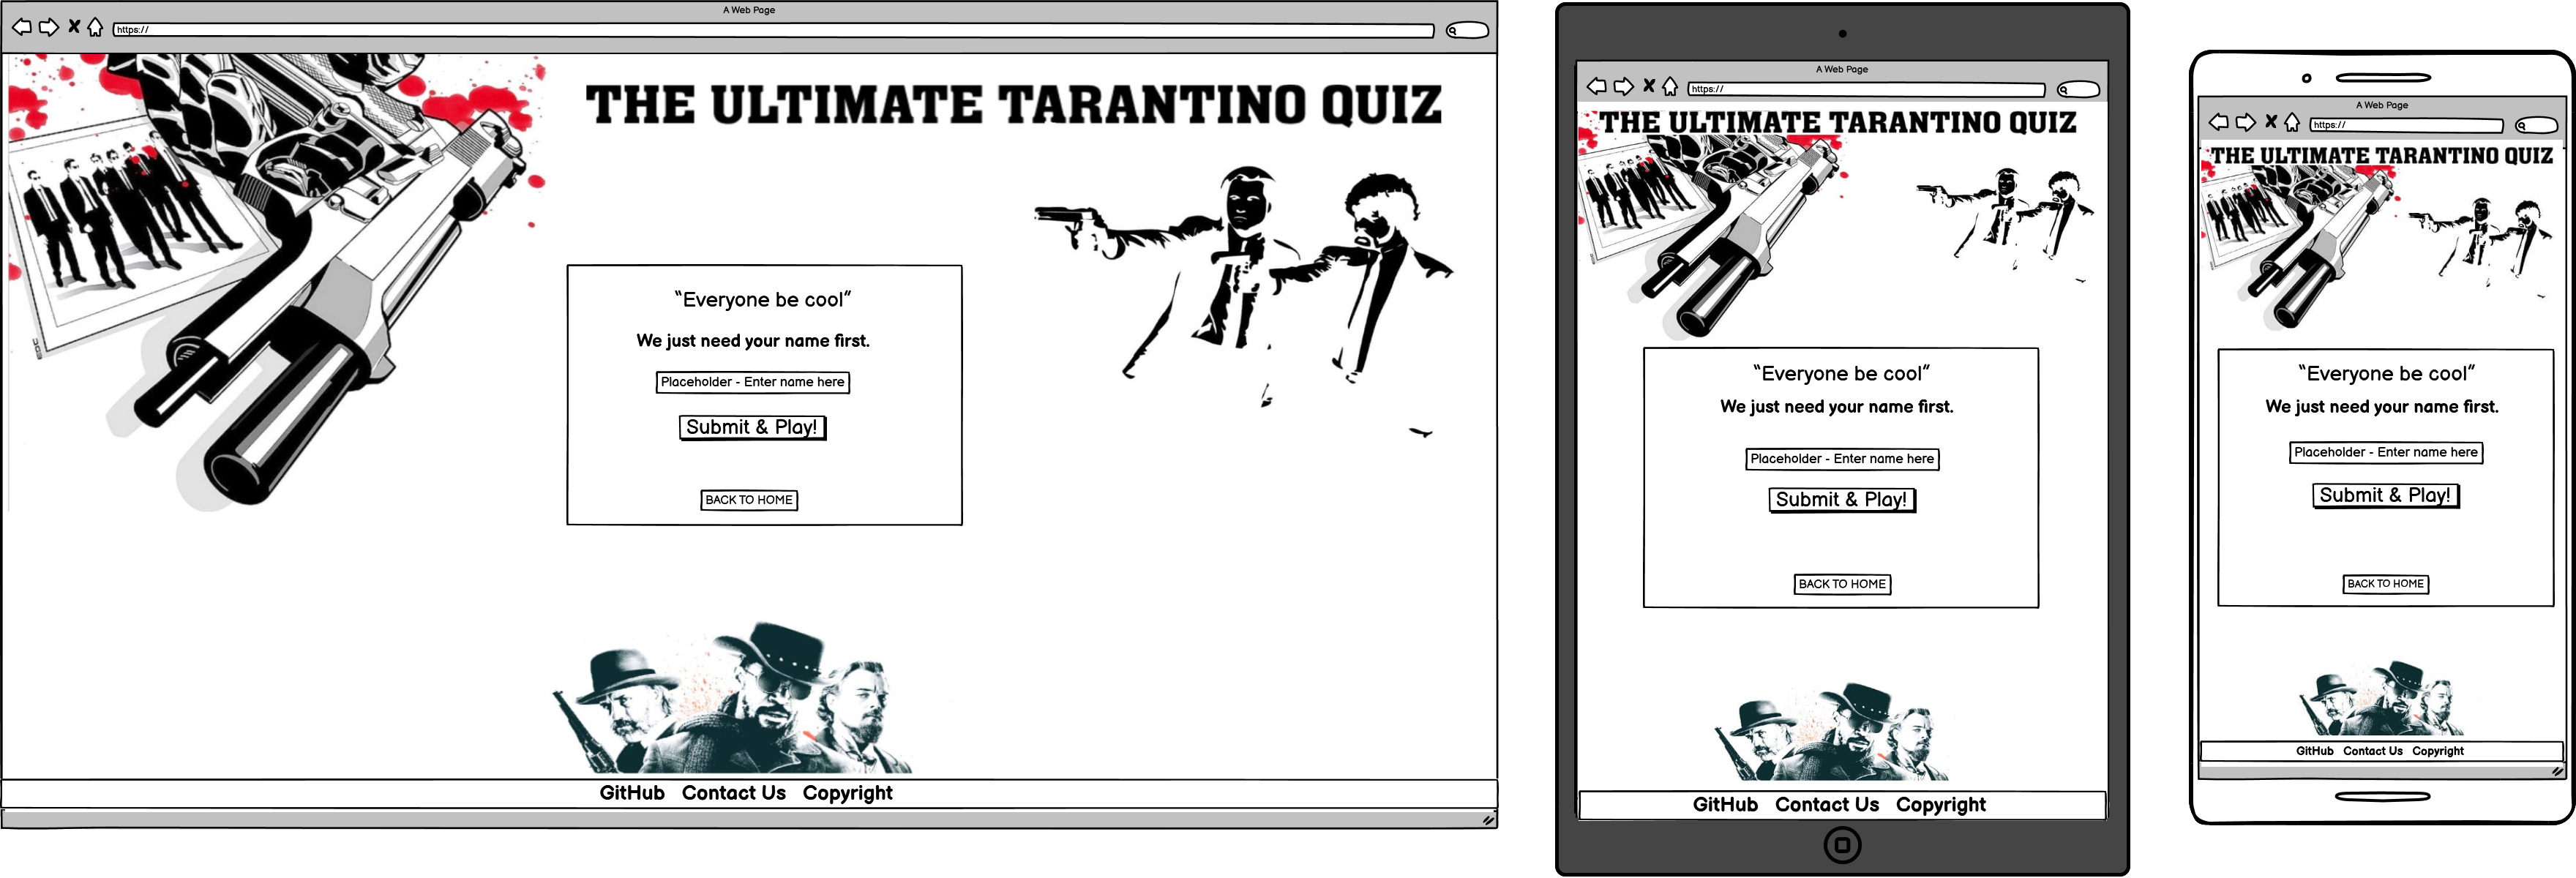 A Web Page
https://
THE ULTIMATE TARANTINO QUIZ
“Everyone be cool”
We just need your name first.
Placeholder - Enter name here
Submit & Play!
BACK TO HOME
GitHub Contact Us Copyright
A Web Page
https://
THE ULTIMATE TARANTINO QUIZ
“Everyone be cool”
We just need your name first.
Placeholder - Enter name here
Submit & Play!
BACK TO HOME
GitHub Contact Us Copyright
A Web Page
https://
THE ULTIMATE TARANTINO QUIZ
“Everyone be cool”
We just need your name first.
Placeholder - Enter name here
Submit & Play!
BACK TO HOME
GitHub Contact Us Copyright